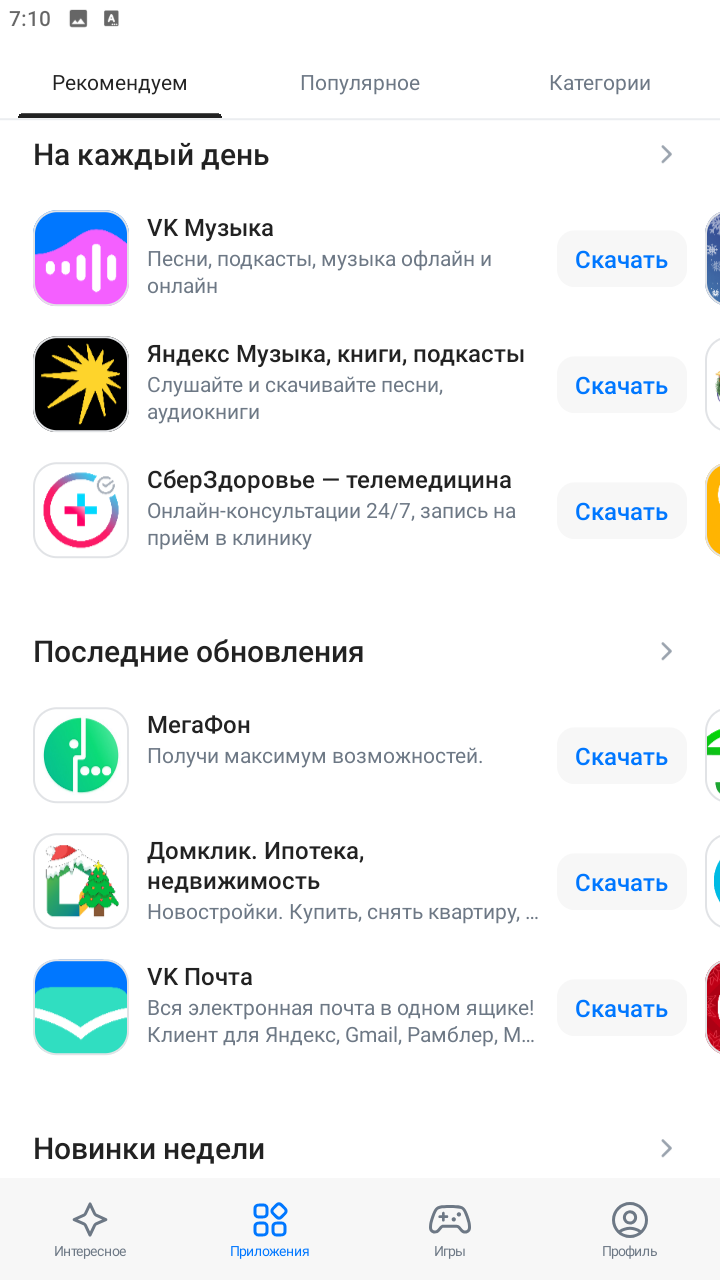 7:10
Рекомендуем
Популярное
Категории
На каждый день
VK Музыка
Песни, подкасты, музыка офлайн и
онлайн
Скачать
Яндекс Музыка, книги, подкасты
Слушайте и скачивайте песни,
аудиокниги
Скачать
СберЗдоровье — телемедицина
Онлайн-консультации 24/7, запись на
приём в клинику
Скачать
Последние обновления
МегаФон
Получи максимум возможностей.
Скачать
Домклик. Ипотека,
недвижимость
Новостройки. Купить, снять квартиру, ...
Скачать
VK Почта
Вся электронная почта в одном ящике!
Клиент для Яндекс, Gmail, Рамблер, М...
Скачать
Новинки недели
Интересное
Приложения
Игры
Профиль